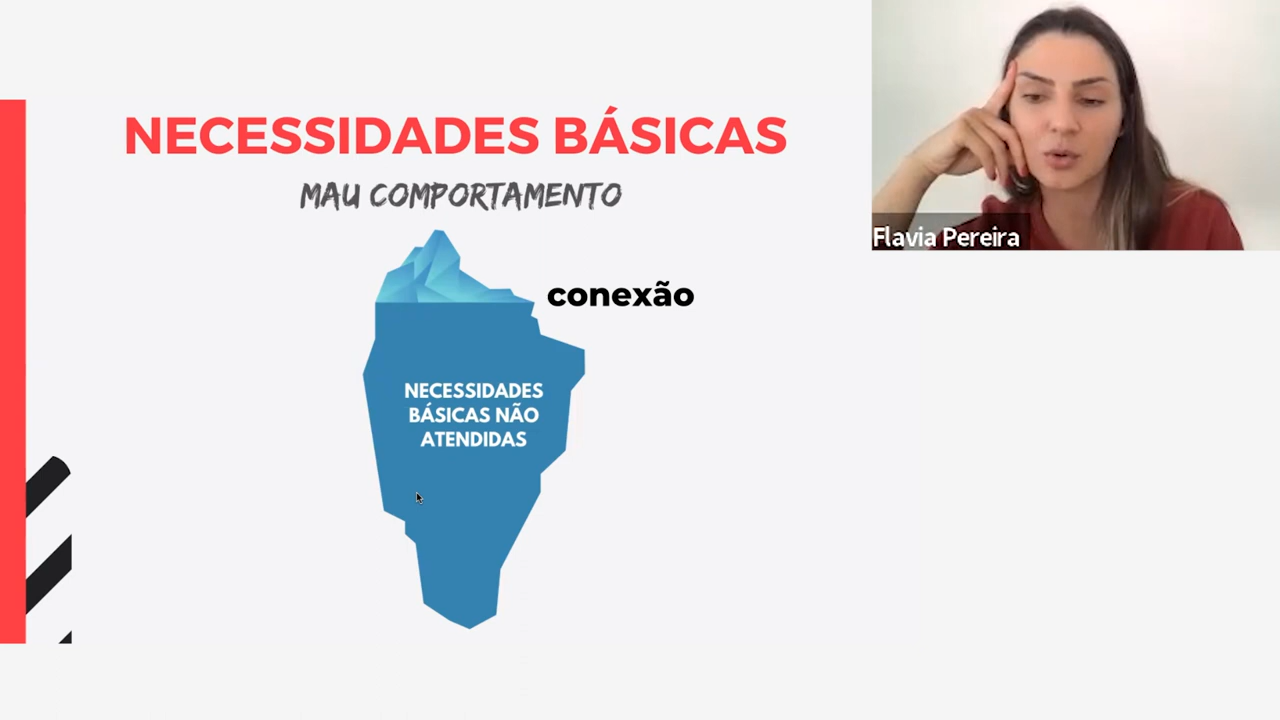 NECESSIDADES BÁSICAS
MAU COMPORTAMENTO
conexão
NECESSIDADES
BÁSICAS NÃO
ATENDIDAS
Flavia Pereira